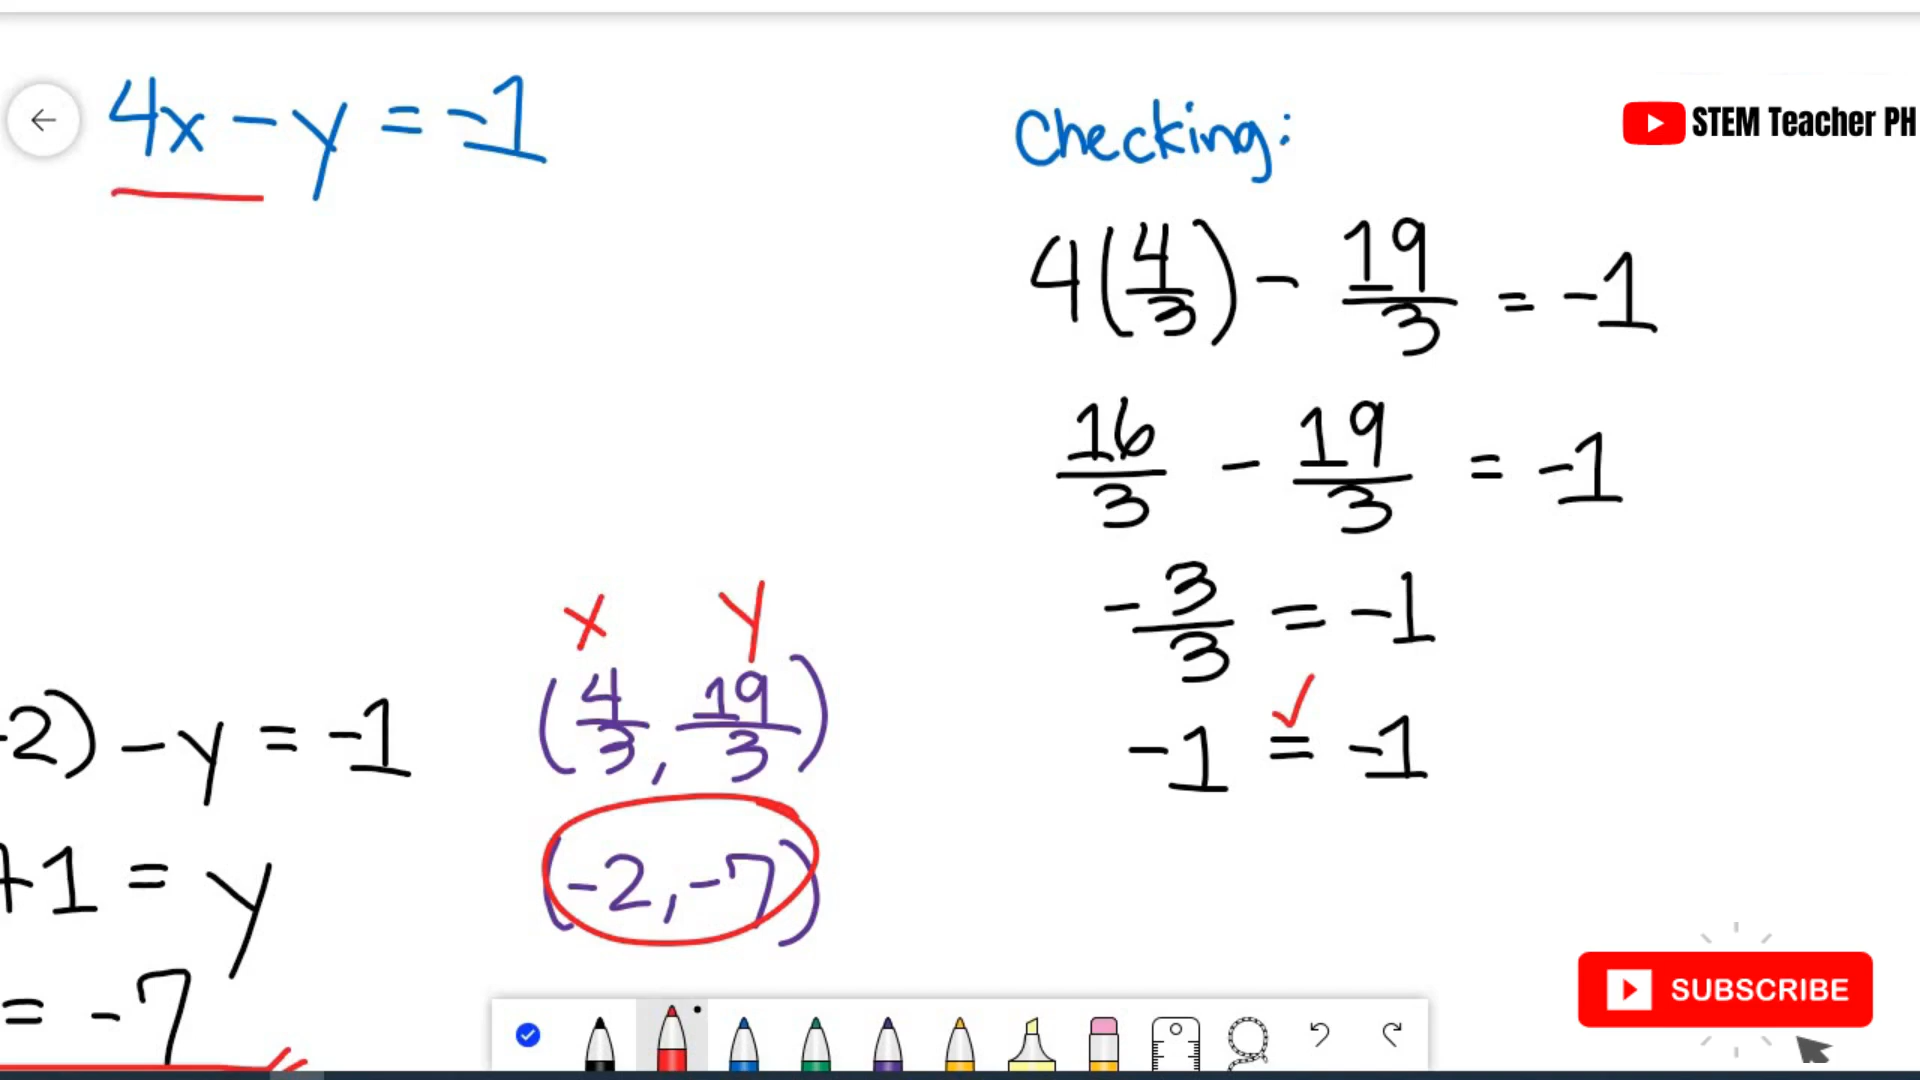 4x - y = -1
-2) - y = -1
+1 = y
= -7
x y
(4/3, 19/3)
(-2, -7)
Checking:
4(4/3) - 19/3 = -1
16/3 - 19/3 = -1
-3/3 = -1
✓
-1 = -1
STEM Teacher PH
SUBSCRIBE